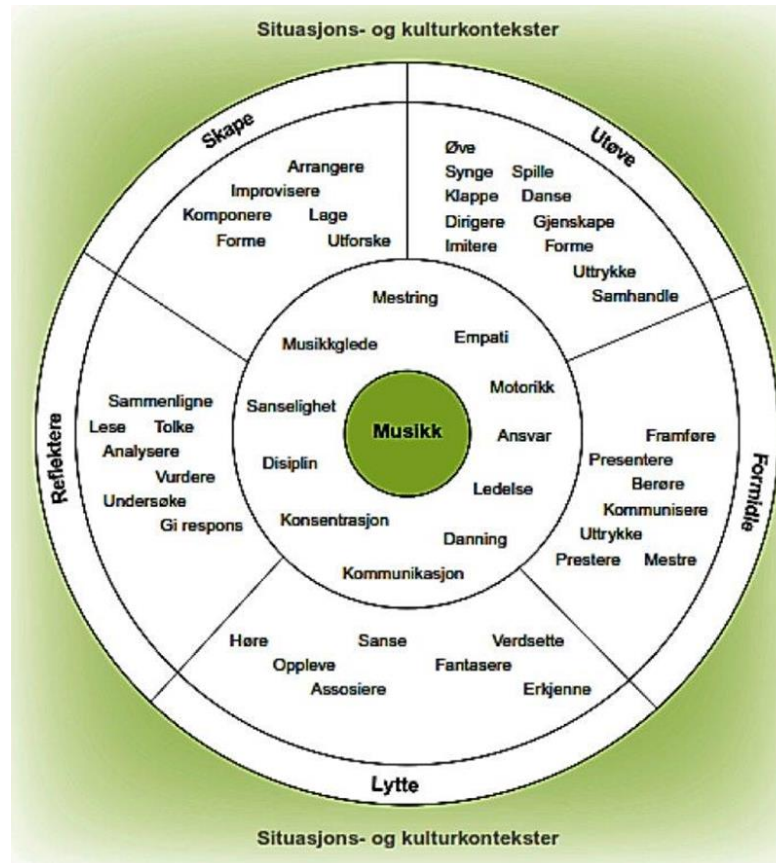 Situasjons- og kulturkontekster
Skape
Arrangere
Improvisere
Komponere Lage
Forme Utforske
Utøve
Øve
Synge Spille
Klappe Danse
Dirigere Gjenskape
Imitere Forme
Uttrykke
Samhandle
Formidle
Framføre
Presentere
Berøre
Kommunisere
Uttrykke
Prestere Mestre
Lytte
Høre Sanse Verdsette
Oppleve Fantasere
Assosiere Erkjenne
Reflektere
Sammenligne
Lese Tolke
Analysere
Vurdere
Undersøke
Gi respons
Mestring
Musikkglede Empati
Sanselighet Motorikk
Musikk
Disiplin Ansvar
Ledelse
Konsentrasjon
Danning
Kommunikasjon
Situasjons- og kulturkontekster